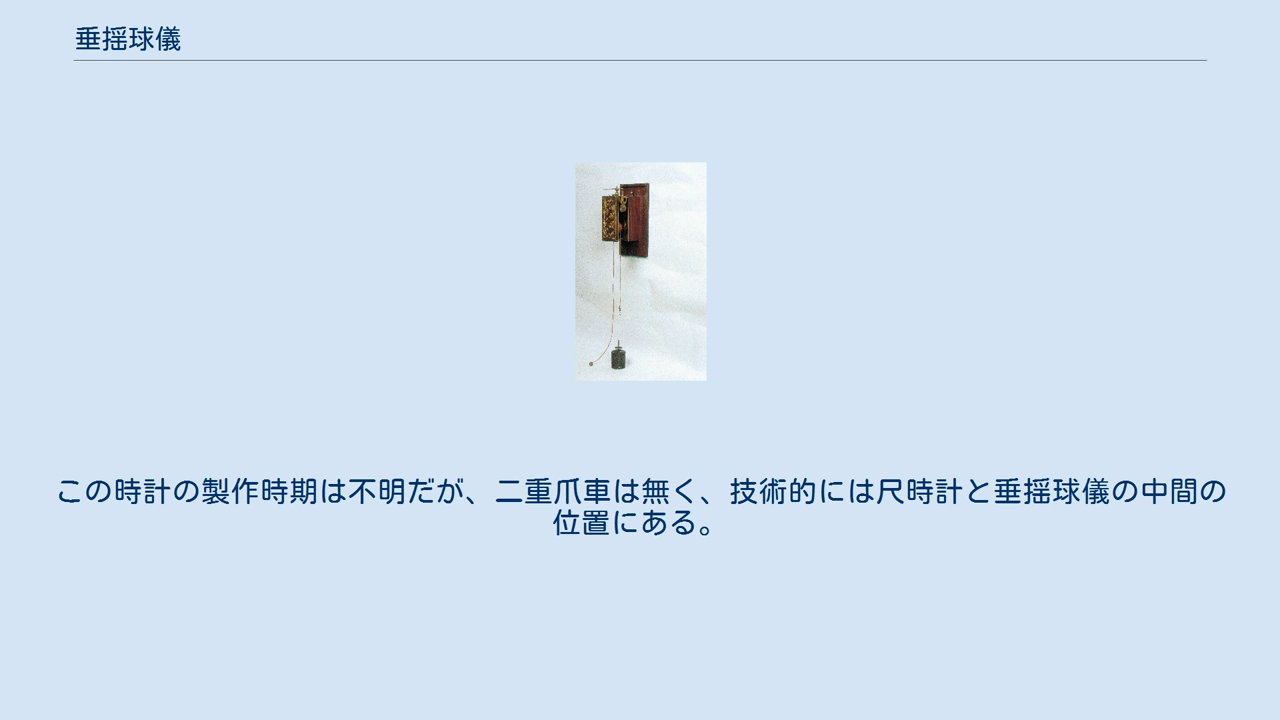 垂揺球儀
この時計の製作時期は不明だが、二重爪車は無く、技術的には尺時計と垂揺球儀の中間の
位置にある。